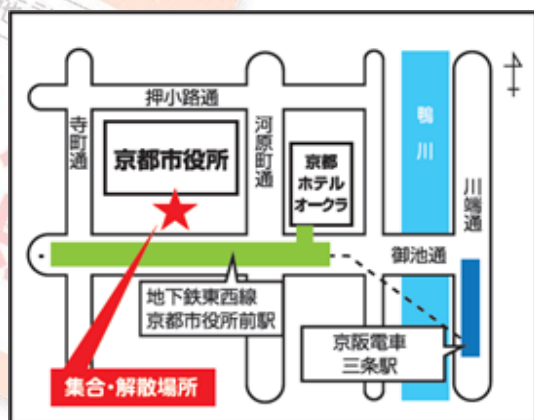 押小路通
寺町通
京都市役所
河原町通
京都
ホテル
オークラ
鴨川
川端通
御池通
地下鉄東西線
京都市役所前駅
京阪電車
三条駅
集合・解散場所